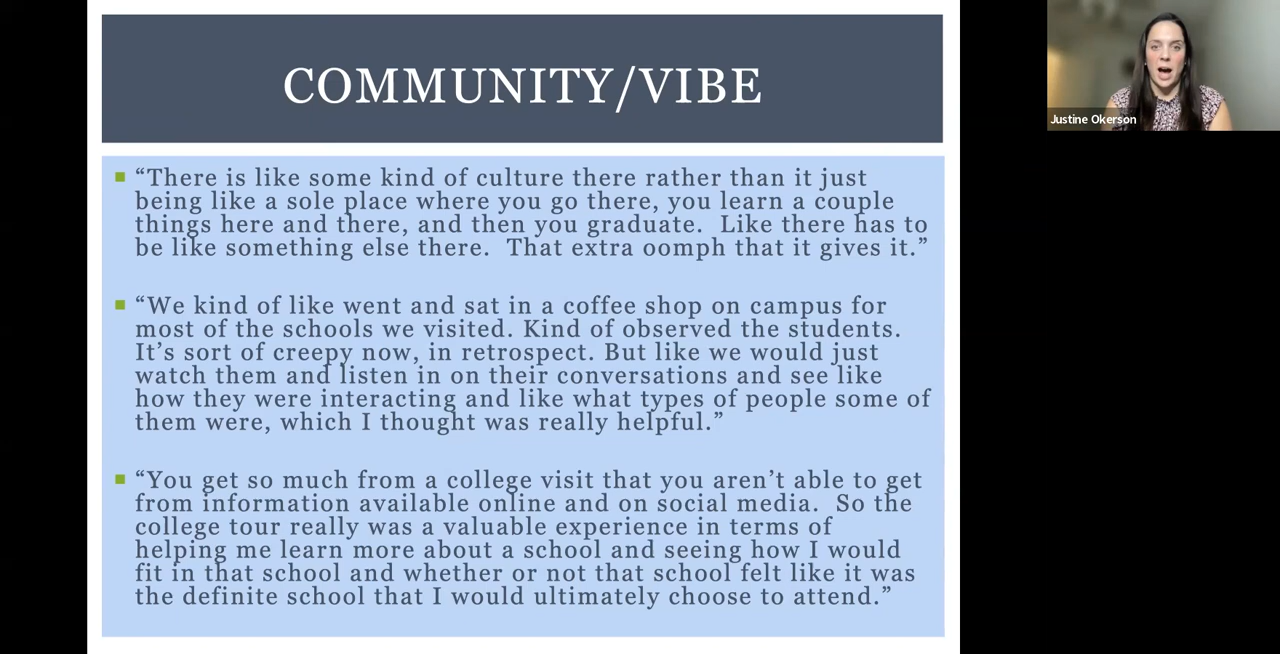 COMMUNITY/VIBE
“There is like some kind of culture there rather than it just
being like a sole place where you go there, you learn a couple
things here and there, and then you graduate.  Like there has to
be like something else there.  That extra oomph that it gives it.”
“We kind of like went and sat in a coffee shop on campus for
most of the schools we visited. Kind of observed the students.
It’s sort of creepy now, in retrospect. But like we would just
watch them and listen in on their conversations and see like
how they were interacting and like what types of people some of
them were, which I thought was really helpful.”
“You get so much from a college visit that you aren’t able to get
from information available online and on social media.  So the
college tour really was a valuable experience in terms of
helping me learn more about a school and seeing how I would
fit in that school and whether or not that school felt like it was
the definite school that I would ultimately choose to attend.”
Justine Okerson